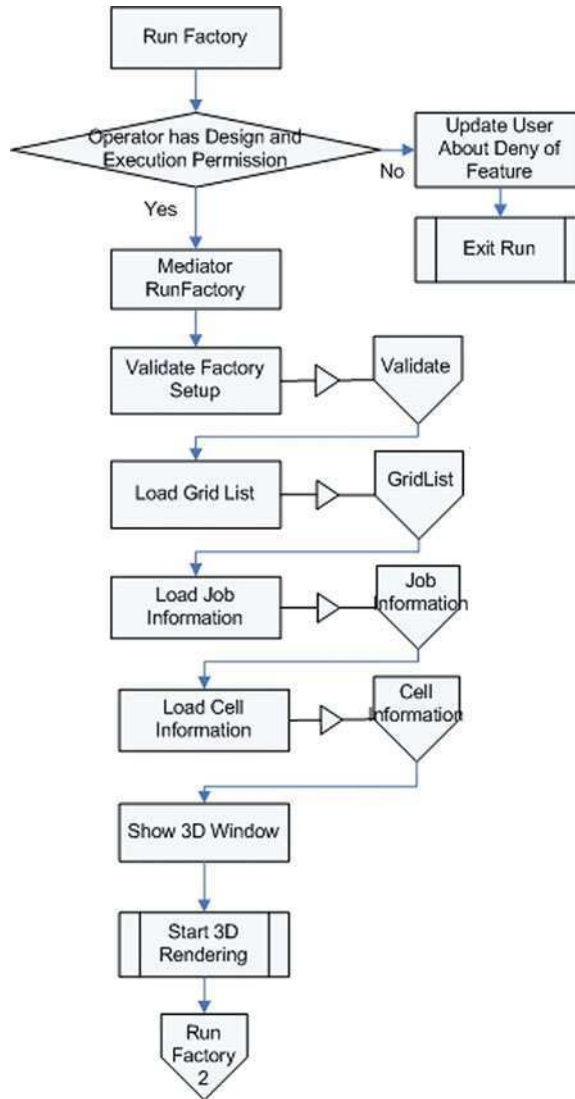 Run Factory
Operator has Design and
Execution Permission
No
Update User
About Deny of
Feature
Yes
Exit Run
Mediator
RunFactory
Validate Factory
Setup
Validate
Load Grid List
GridList
Load Job
Information
Job
Information
Load Cell
Information
Cell
Information
Show 3D Window
Start 3D
Rendering
Run
Factory
2